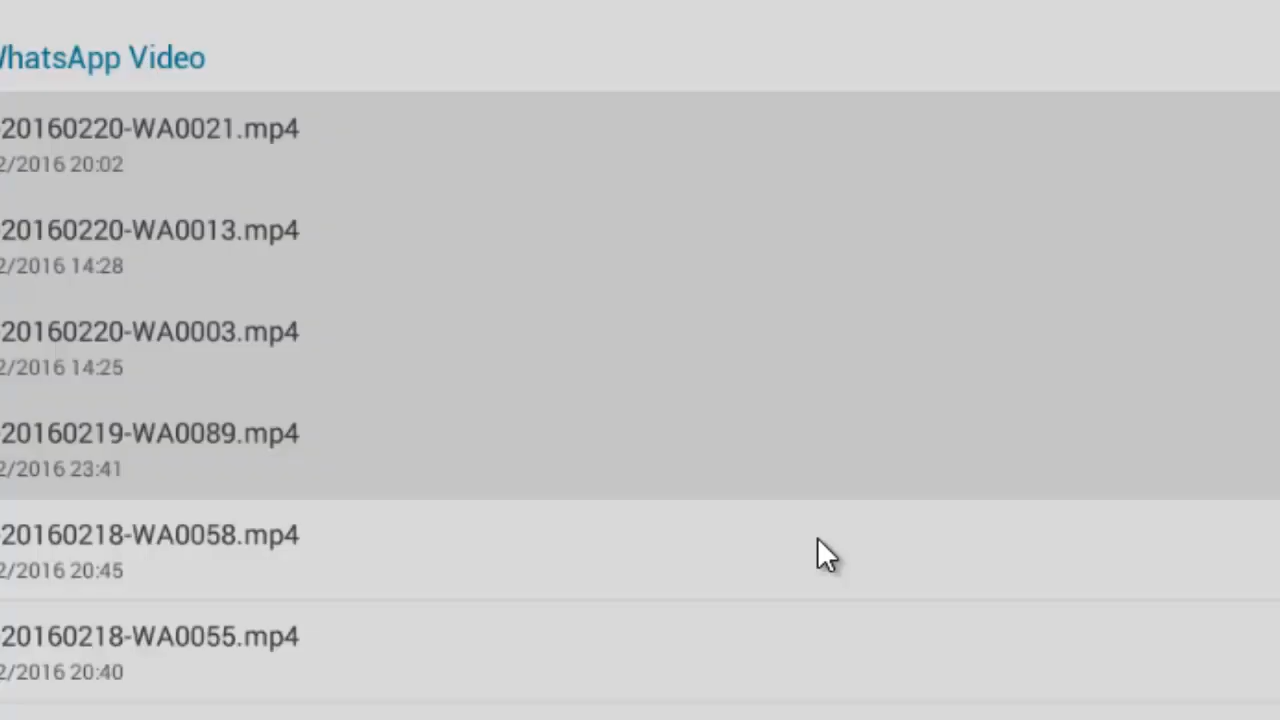 WhatsApp Video
-20160220-WA0021.mp4
2/2016 20:02
-20160220-WA0013.mp4
2/2016 14:28
-20160220-WA0003.mp4
2/2016 14:25
-20160219-WA0089.mp4
2/2016 23:41
-20160218-WA0058.mp4
2/2016 20:45
-20160218-WA0055.mp4
2/2016 20:40